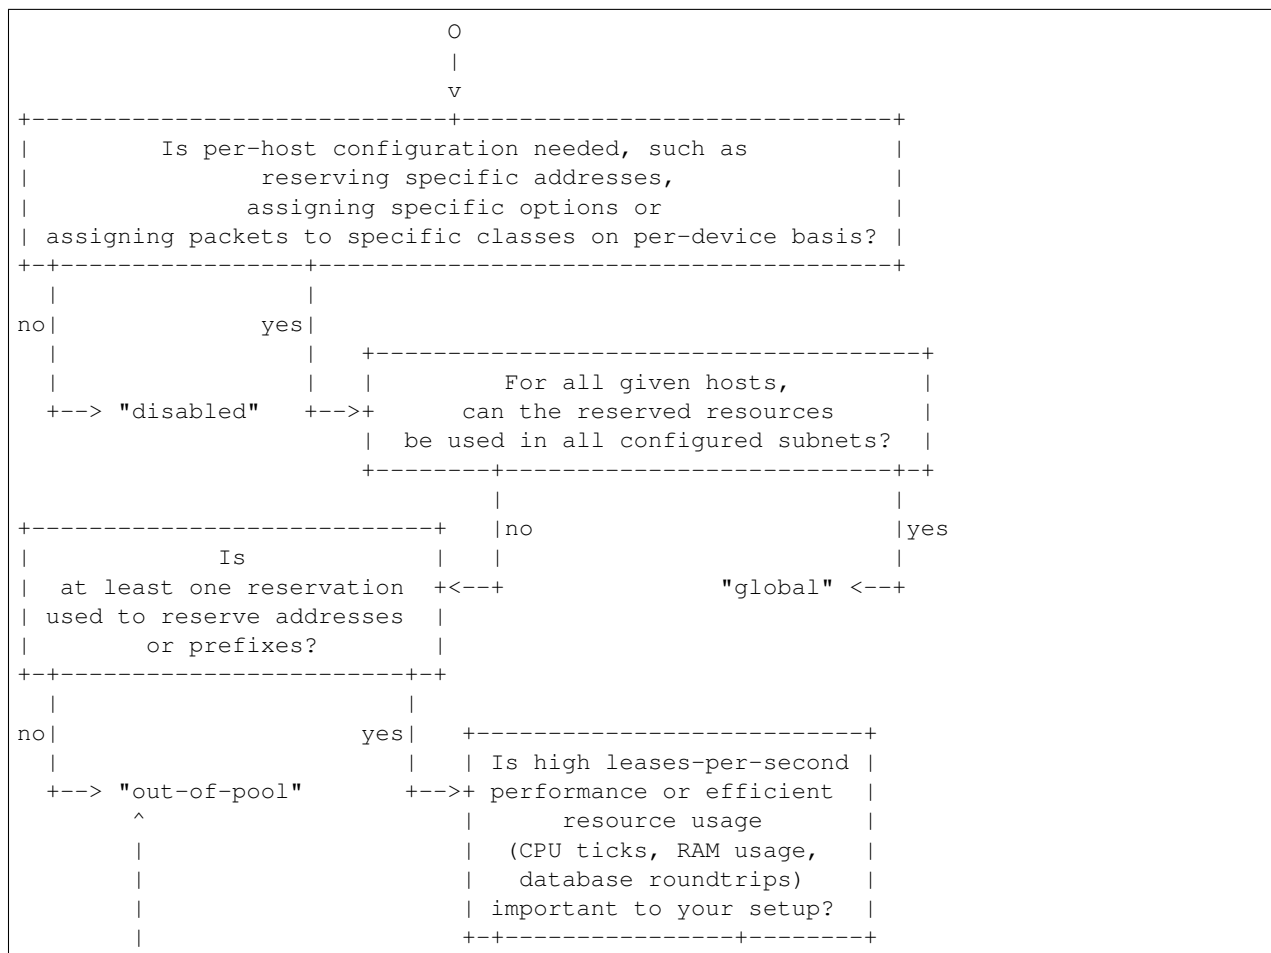 O
                              |
                              v
+-----------------------------+------------------------------+
|         Is per-host configuration needed, such as          |
|                reserving specific addresses,               |
|               assigning specific options or                |
| assigning packets to specific classes on per-device basis? |
+-+-----------------+----------------------------------------+
  |                 |
no|              yes|
  |                 |   +--------------------------------------+
  |                 |   |         For all given hosts,         |
  +--> "disabled"   +-->+      can the reserved resources      |
                        |  be used in all configured subnets?  |
                        +--------+---------------------------+-+
                                 |                           |
+----------------------------+   |no                         |yes
|             Is             |   |                           |
|  at least one reservation  +<--+               "global" <--+
| used to reserve addresses  |
|        or prefixes?        |
+-+------------------------+-+
  |                        |
no|                     yes|   +---------------------------+
  |                        |   | Is high leases-per-second |
  +--> "out-of-pool"       +-->+ performance or efficient  |
        ^                      |      resource usage       |
        |                      |  (CPU ticks, RAM usage,   |
        |                      |   database roundtrips)    |
        |                      | important to your setup?  |
        |                      +-+----------------+--------+